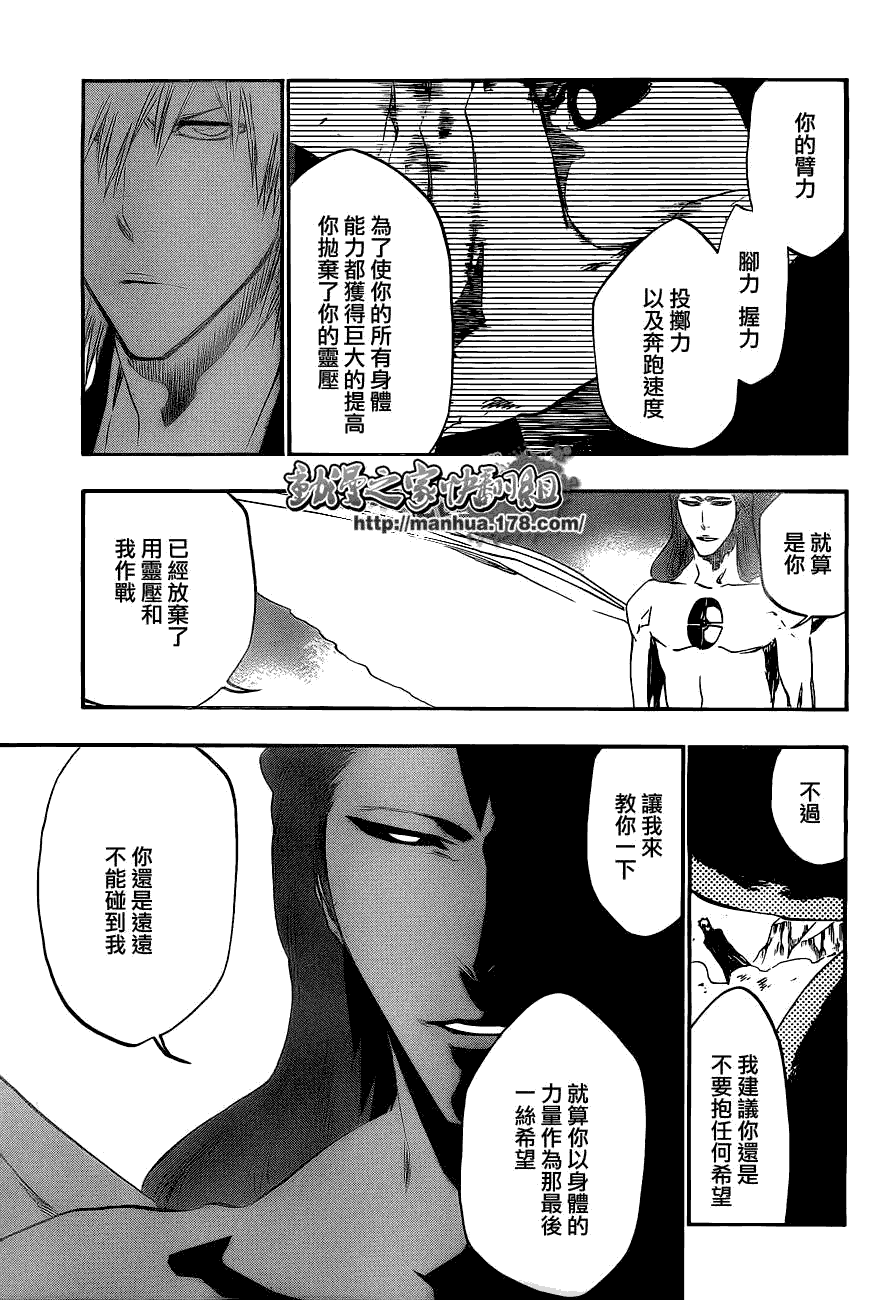 你的臂力
腳力 握力
投擲力
以及奔跑速度
為了使你的所有身體
能力都獲得巨大的提高
你拋棄了你的靈壓
動漫之家快翻組
http://manhua.178.com/
就算
是你
已經放棄了
用靈壓和
我作戰
不過
我建議你還是
不要抱任何希望
讓我來
教你一下
就算你以身體的
力量作為那最後
一絲希望
你還是遠遠
不能碰到我